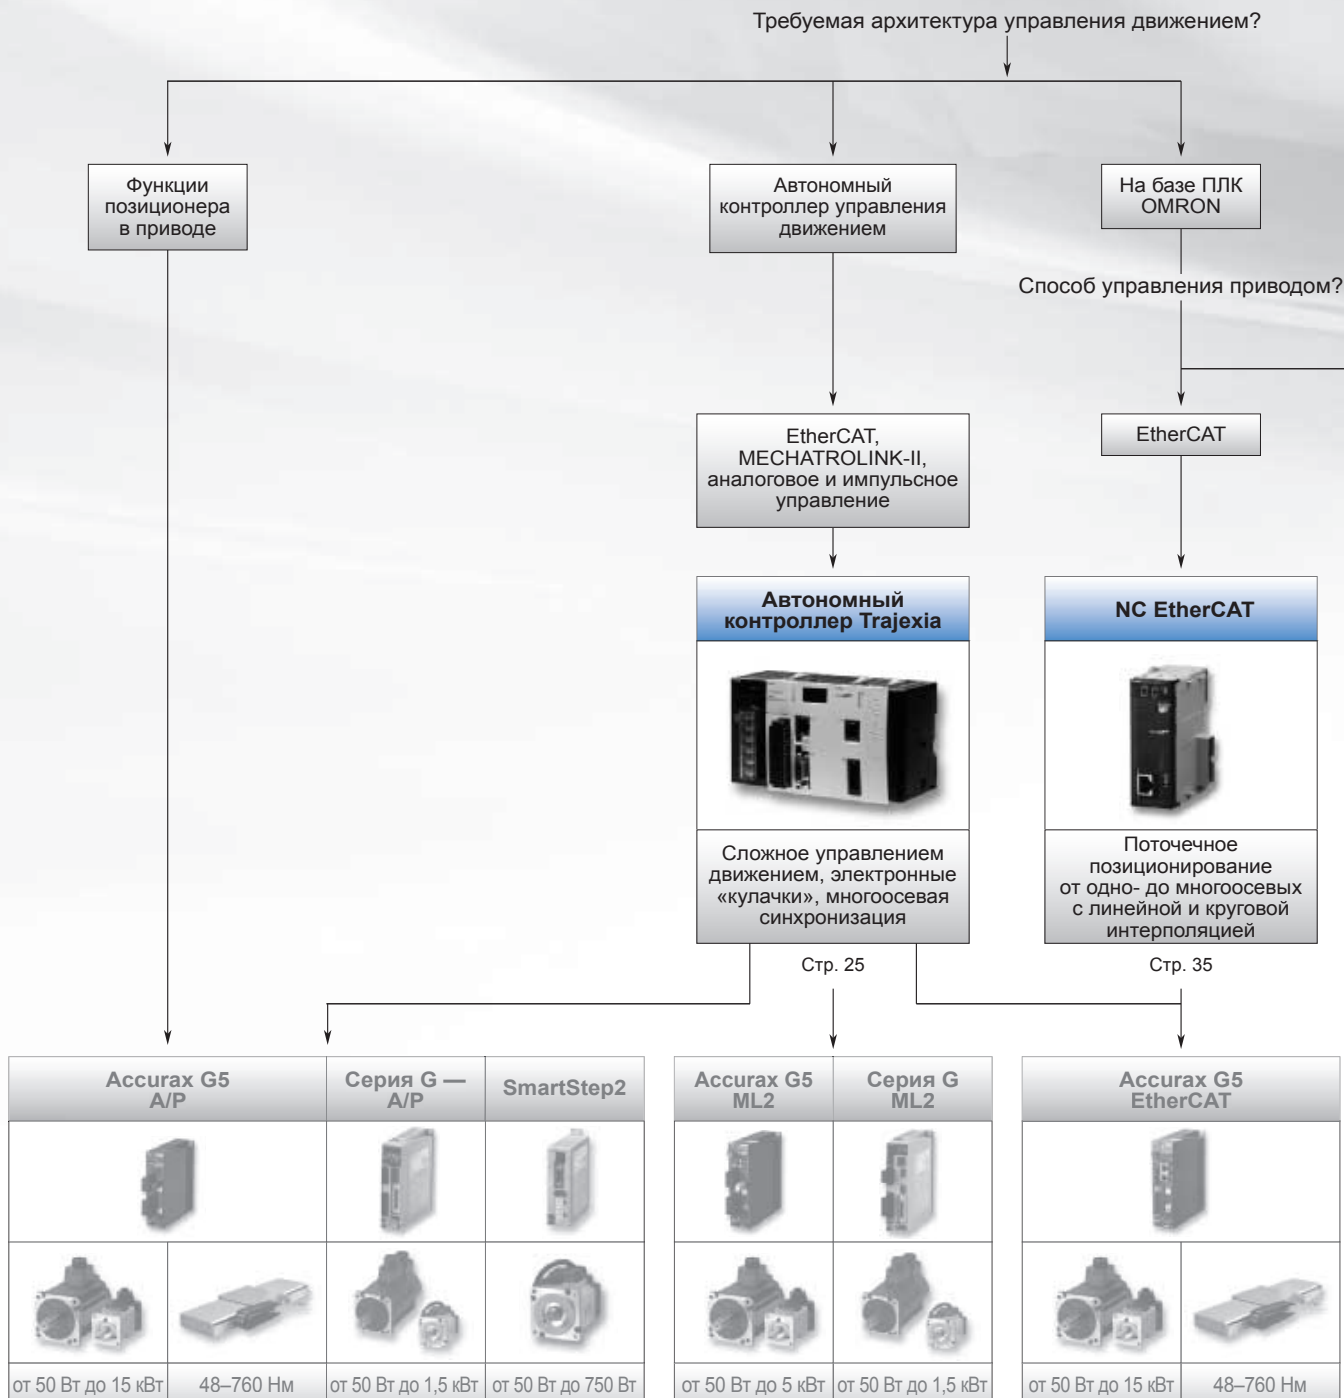 Требуемая архитектура управления движением?
Функции
позиционера
в приводе
Автономный
контроллер управления
движением
На базе ПЛК
OMRON
Способ управления приводом?
EtherCAT,
MECHATROLINK-II,
аналоговое и импульсное
управление
EtherCAT
Автономный
контроллер Trajexia
NC EtherCAT
Сложное управлением
движением, электронные
«кулачки», многоосевая
синхронизация
Поточечное
позиционирование
от одно- до многоосевых
с линейной и круговой
интерполяцией
Стр. 25
Стр. 35
Accurax G5
A/P
Серия G —
A/P
SmartStep2
Accurax G5
ML2
Серия G
ML2
Accurax G5
EtherCAT
от 50 Вт до 15 кВт
48–760 Нм
от 50 Вт до 1,5 кВт
от 50 Вт до 750 Вт
от 50 Вт до 5 кВт
от 50 Вт до 1,5 кВт
от 50 Вт до 15 кВт
48–760 Нм